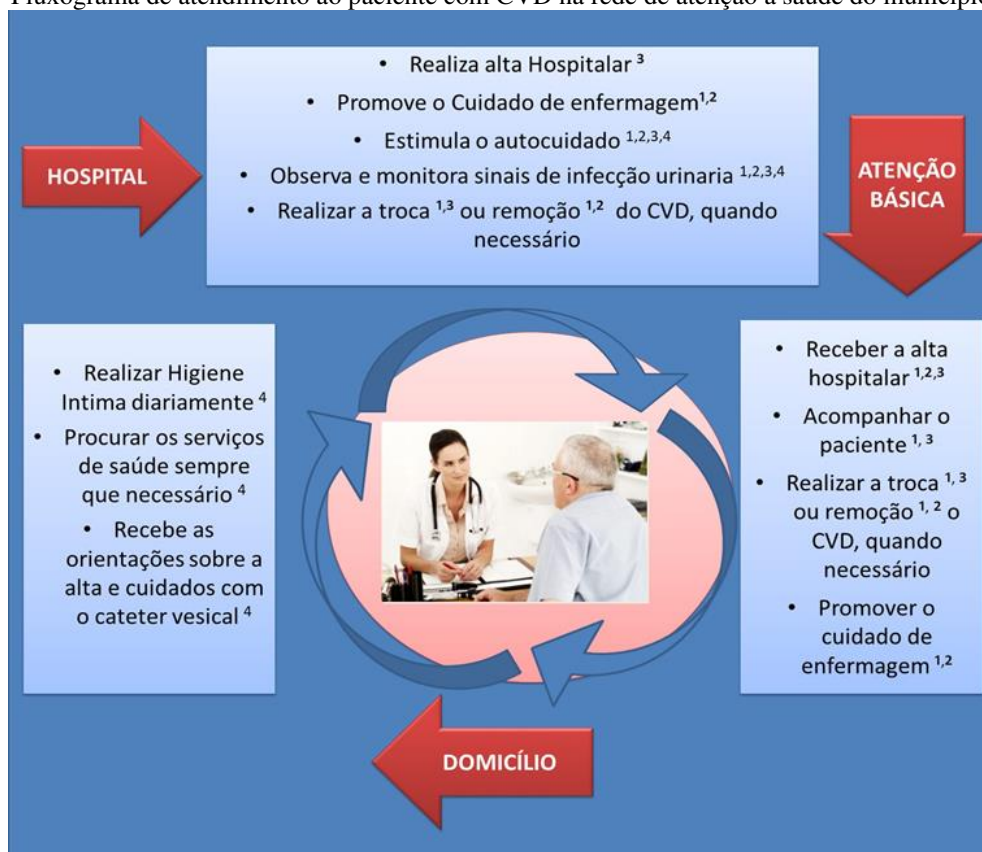 Fluxograma de atendimento ao paciente com CVD na rede de atenção à saúde do município
• Realiza alta Hospitalar ³
• Promove o Cuidado de enfermagem¹,²
• Estimula o autocuidado ¹,²,³,⁴
• Observa e monitora sinais de infecção urinaria ¹,²,³,⁴
• Realizar a troca ¹,³ ou remoção ¹,² do CVD, quando
necessário
HOSPITAL
ATENÇÃO
BÁSICA
• Receber a alta
hospitalar ¹,²,³
• Acompanhar o
paciente ¹, ³
• Realizar a troca ¹, ³
ou remoção ¹, ² o
CVD, quando
necessário
• Promover o
cuidado de
enfermagem ¹,²
DOMICÍLIO
• Realizar Higiene
Intima diariamente ⁴
• Procurar os serviços
de saúde sempre
que necessário ⁴
• Recebe as
orientações sobre a
alta e cuidados com
o cateter vesical ⁴